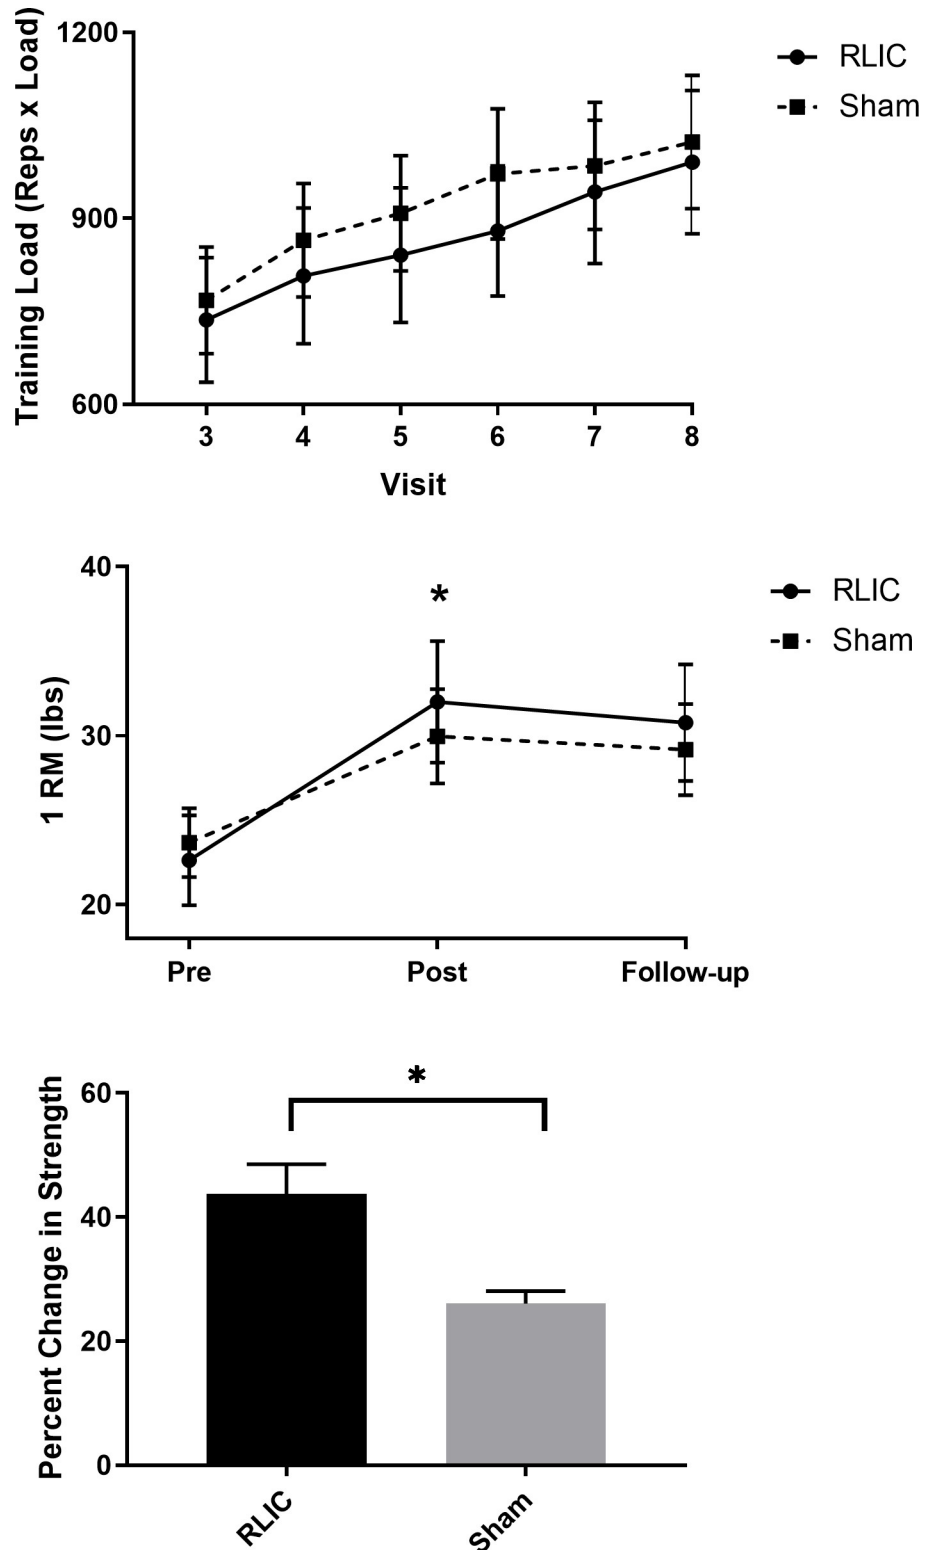 Training Load (Reps x Load)
1200
900
600
3 4 5 6 7 8
Visit
RLIC
Sham
1 RM (lbs)
40
30
20
*
Pre Post Follow-up
RLIC
Sham
Percent Change in Strength
60
40
20
0
*
RLIC Sham